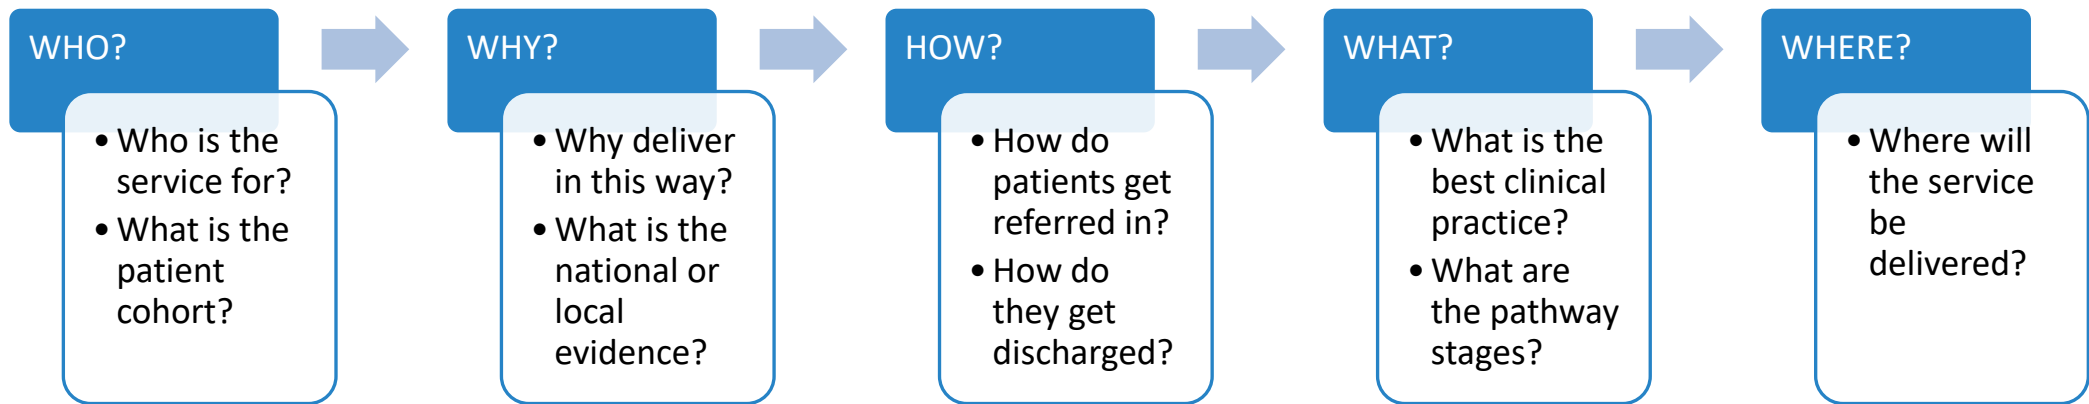 WHO?
• Who is the
service for?
• What is the
patient
cohort?
WHY?
• Why deliver
in this way?
• What is the
national or
local
evidence?
HOW?
• How do
patients get
referred in?
• How do
they get
discharged?
WHAT?
• What is the
best clinical
practice?
• What are
the pathway
stages?
WHERE?
• Where will
the service
be
delivered?